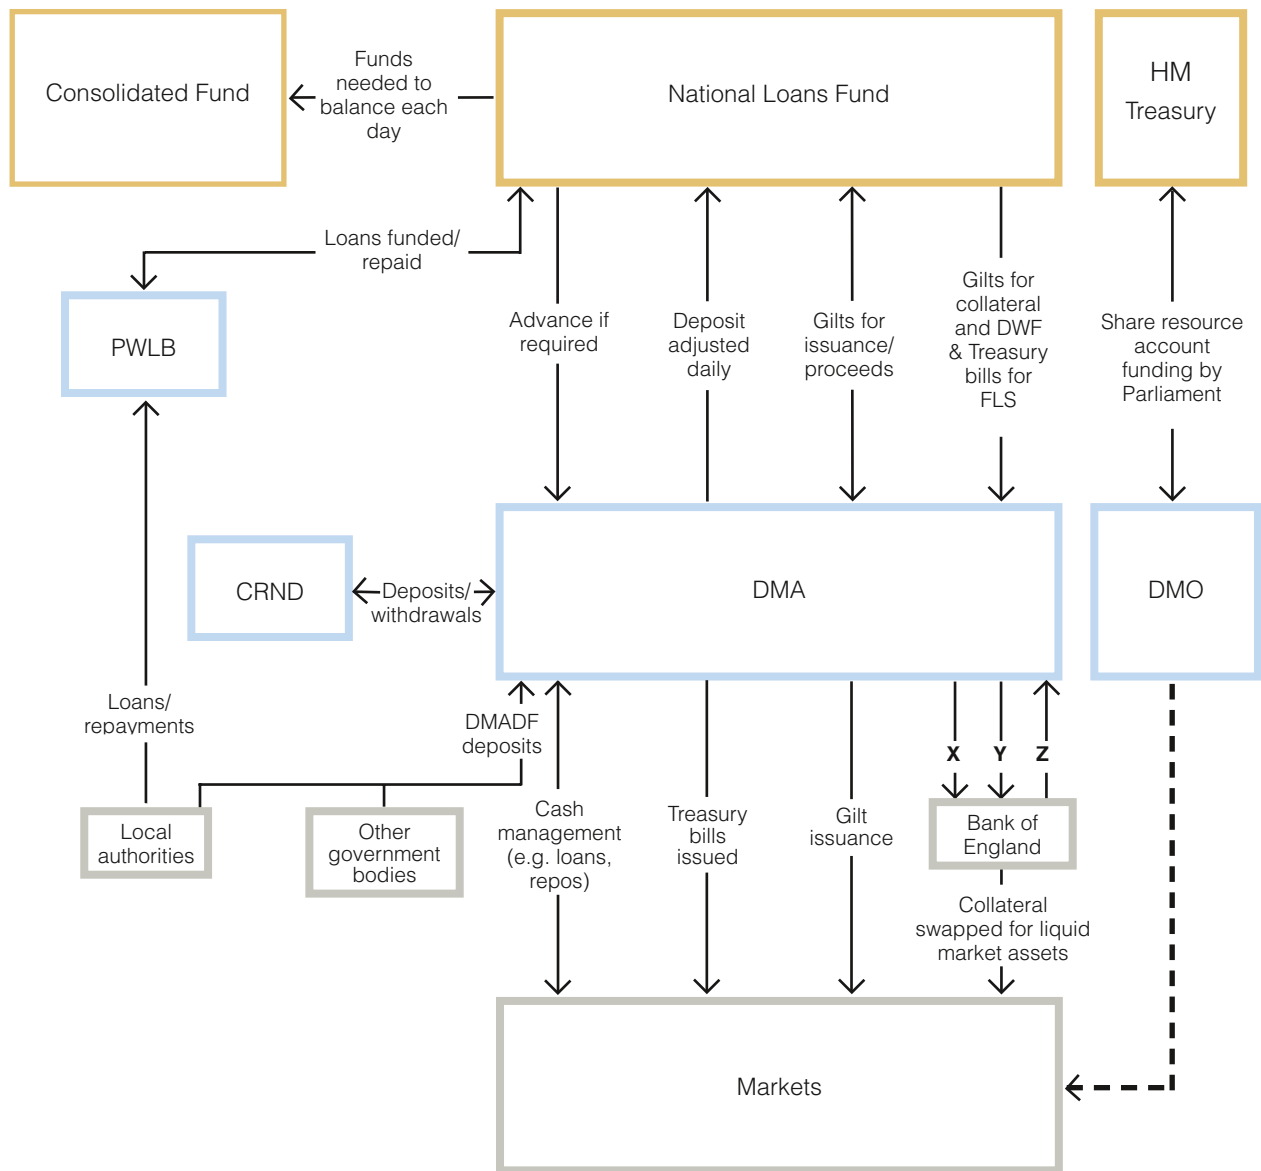 Consolidated Fund
Funds
needed to
balance each
day
National Loans Fund
HM
Treasury
Loans funded/
repaid
PWLB
Advance if
required
Deposit
adjusted
daily
Gilts for
issuance/
proceeds
Gilts for
collateral
and DWF
& Treasury
bills for
FLS
Share resource
account
funding by
Parliament
CRND
Deposits/
withdrawals
DMA
DMO
Loans/
repayments
DMADF
deposits
X
Y
Z
Local
authorities
Other
government
bodies
Cash
management
(e.g. loans,
repos)
Treasury
bills
issued
Gilt
issuance
Bank of
England
Collateral
swapped for liquid
market assets
Markets